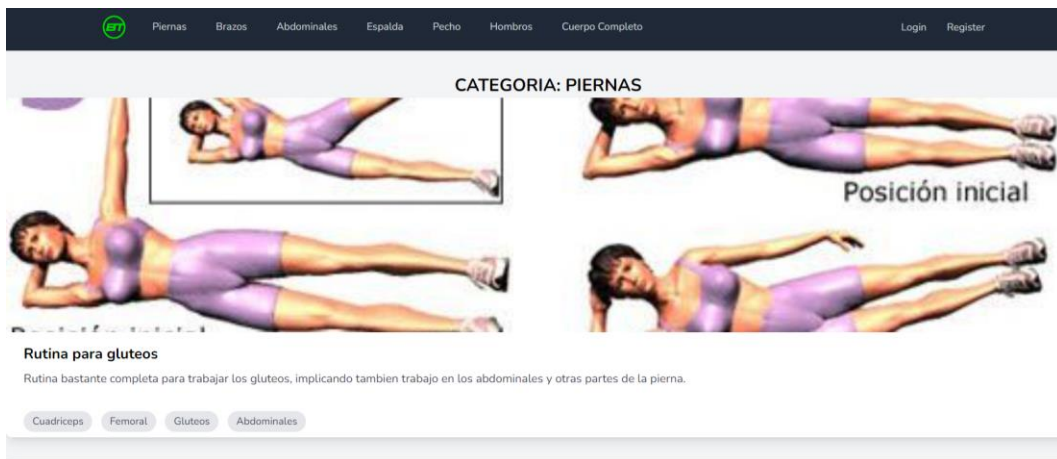 BT Piernas Brazos Abdominales Espalda Pecho Hombros Cuerpo Completo Login Register
CATEGORIA: PIERNAS
Posición inicial
Posición inicial
Rutina para gluteos
Rutina bastante completa para trabajar los gluteos, implicando tambien trabajo en los abdominales y otras partes de la pierna.
Cuadriceps Femoral Gluteos Abdominales